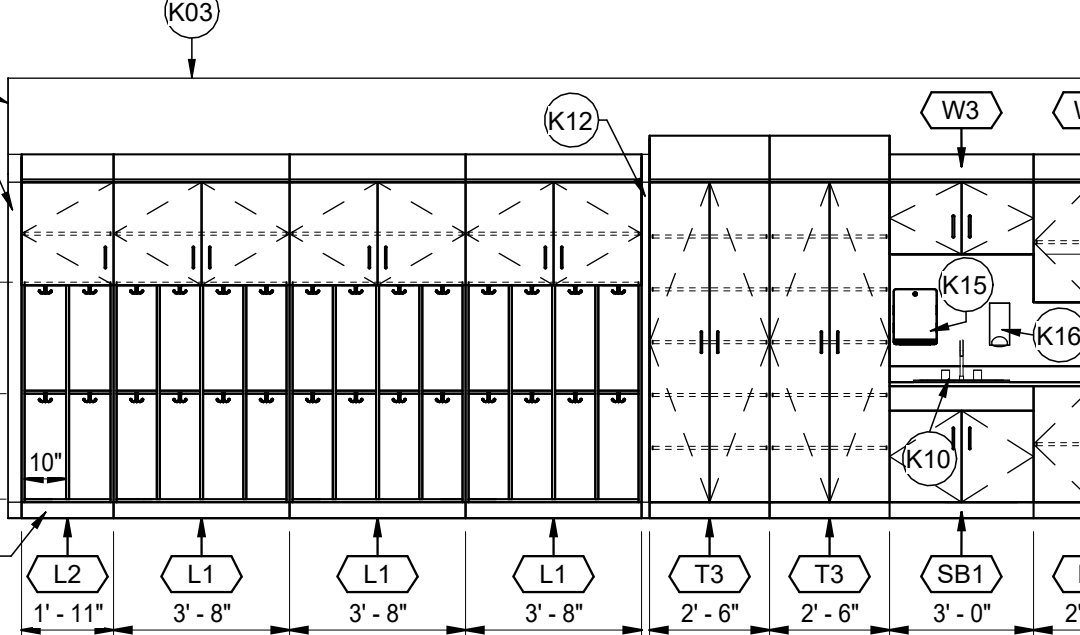 K03
K12
W3
K15
K16
K10
10"
L2
L1
L1
L1
T3
T3
SB1
1' - 11"
3' - 8"
3' - 8"
3' - 8"
2' - 6"
2' - 6"
3' - 0"